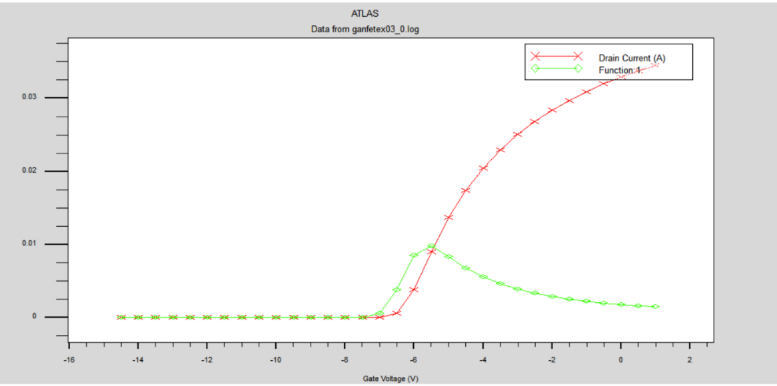 ATLAS
Data from ganfetex03_0.log
Drain Current (A)
Function 1
0.03
0.02
0.01
0
-16 -14 -12 -10 -8 -6 -4 -2 0 2
Gate Voltage (V)